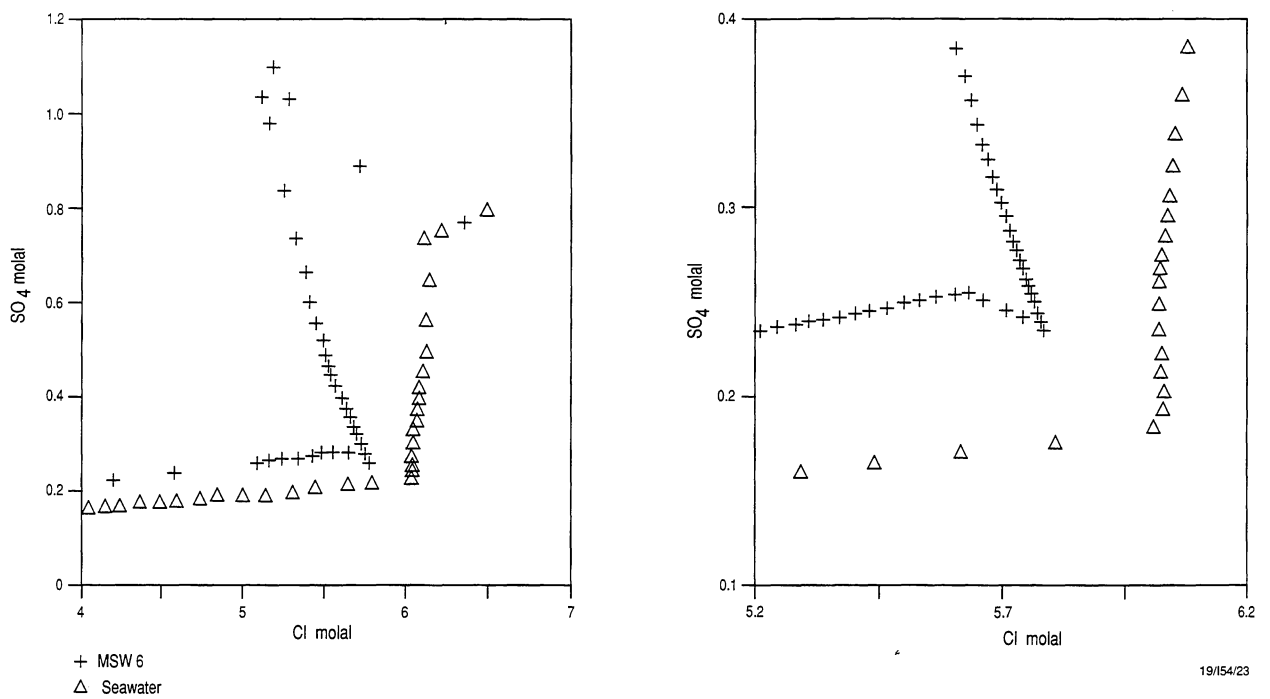 1.2
1.0
0.8
0.6
0.4
0.2
0
SO4 molal
4 5 6 7
Cl molal
+ MSW 6
△ Seawater
0.4
0.3
0.2
0.1
SO4 molal
5.2 5.7 6.2
Cl molal
19/I54/23